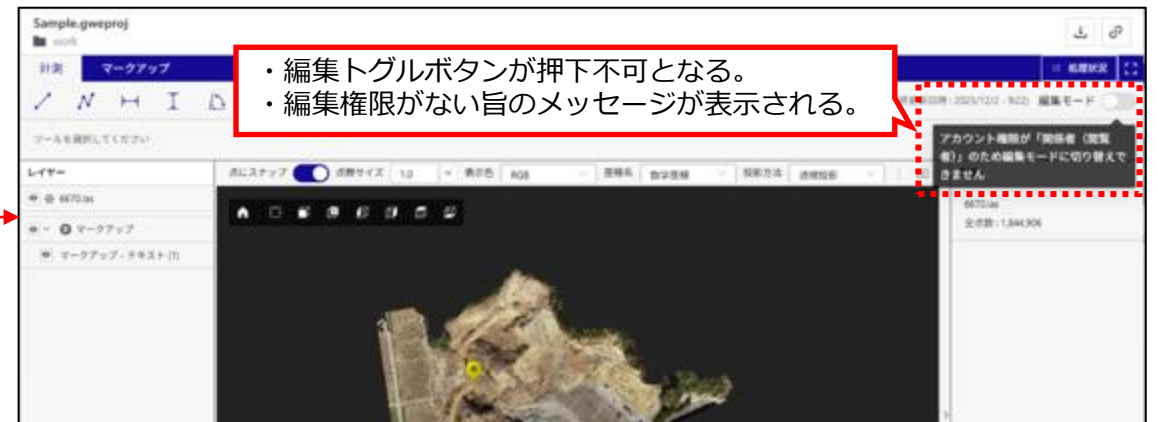 Sample.gweproj
work
計測 マークアップ
・編集トグルボタンが押下不可となる。
・編集権限がない旨のメッセージが表示される。
処理状況
2025/12/2 - 9:22) 編集モード
ツールを選択してください
アカウント権限が「関係者（閲覧
者）」のため編集モードに切り替えで
きません
レイヤー
点にスナップ 点群サイズ 1.0 表示色 RGB 座標系 数学座標 投影方法 透視投影
6670.las
マークアップ
マークアップ - テキスト (1)
6670.las
全点数 : 1,844,906